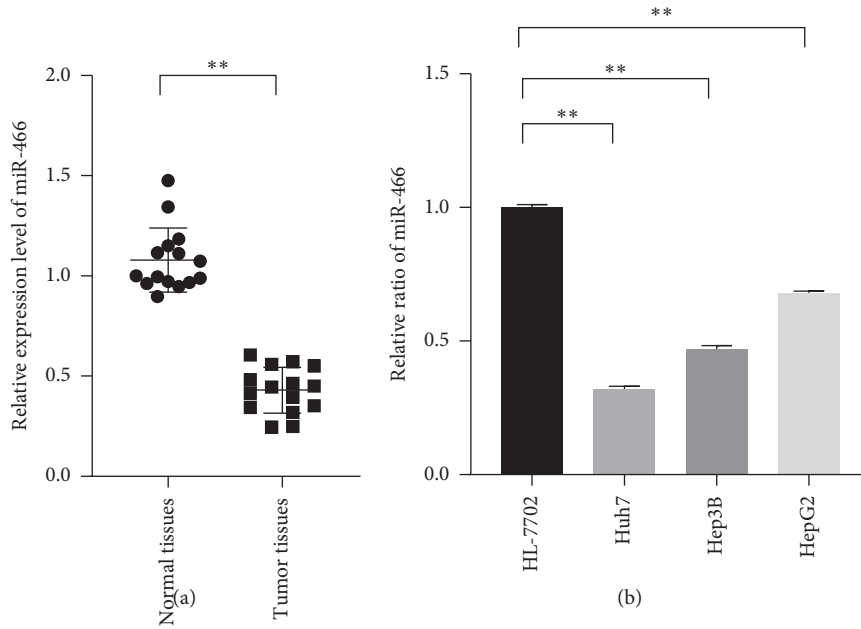 Relative expression level of miR-466
2.0
1.5
1.0
0.5
0.0
**
Normal tissues
Tumor tissues
(a)
Relative ratio of miR-466
1.5
1.0
0.5
0.0
**
**
**
HL-7702
Huh7
Hep3B
HepG2
(b)